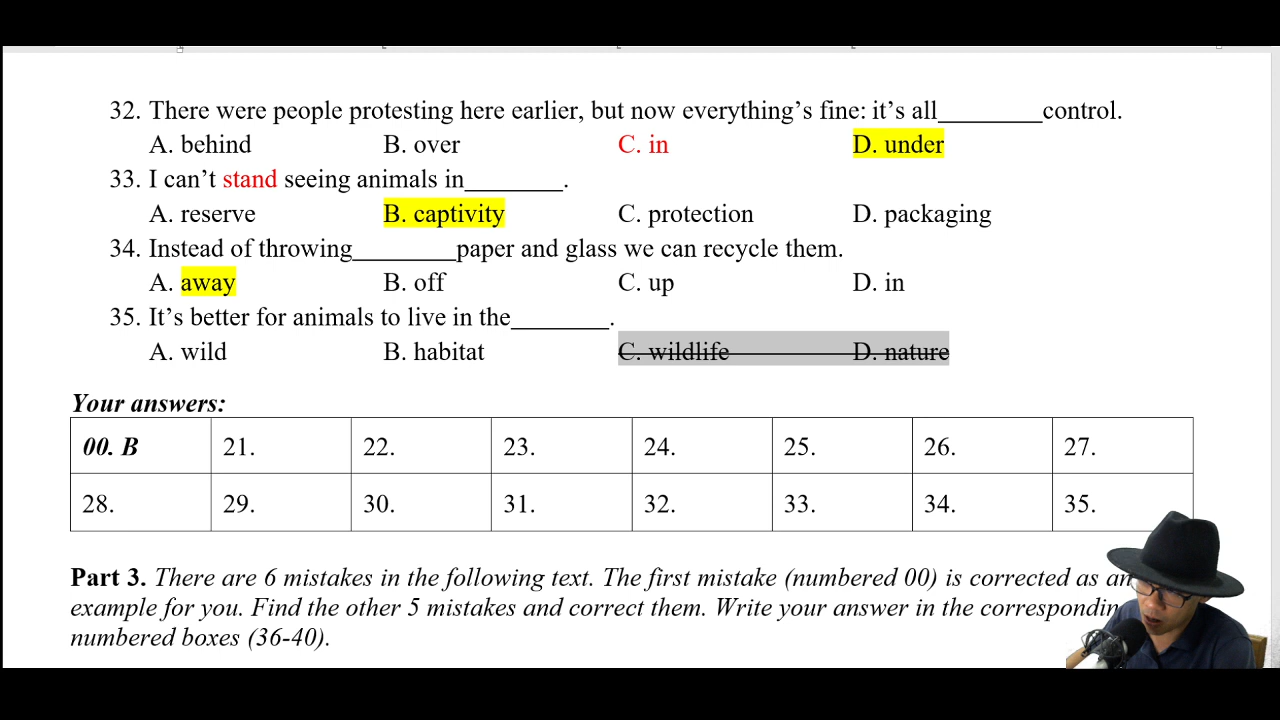 32. There were people protesting here earlier, but now everything’s fine: it’s all________control.
A. behind B. over C. in D. under
33. I can’t stand seeing animals in________.
A. reserve B. captivity C. protection D. packaging
34. Instead of throwing________paper and glass we can recycle them.
A. away B. off C. up D. in
35. It’s better for animals to live in the________.
A. wild B. habitat C. wildlife D. nature
Your answers:
00. B 21. 22. 23. 24. 25. 26. 27.
28. 29. 30. 31. 32. 33. 34. 35.
Part 3. There are 6 mistakes in the following text. The first mistake (numbered 00) is corrected as an
example for you. Find the other 5 mistakes and correct them. Write your answer in the correspondin
numbered boxes (36-40).